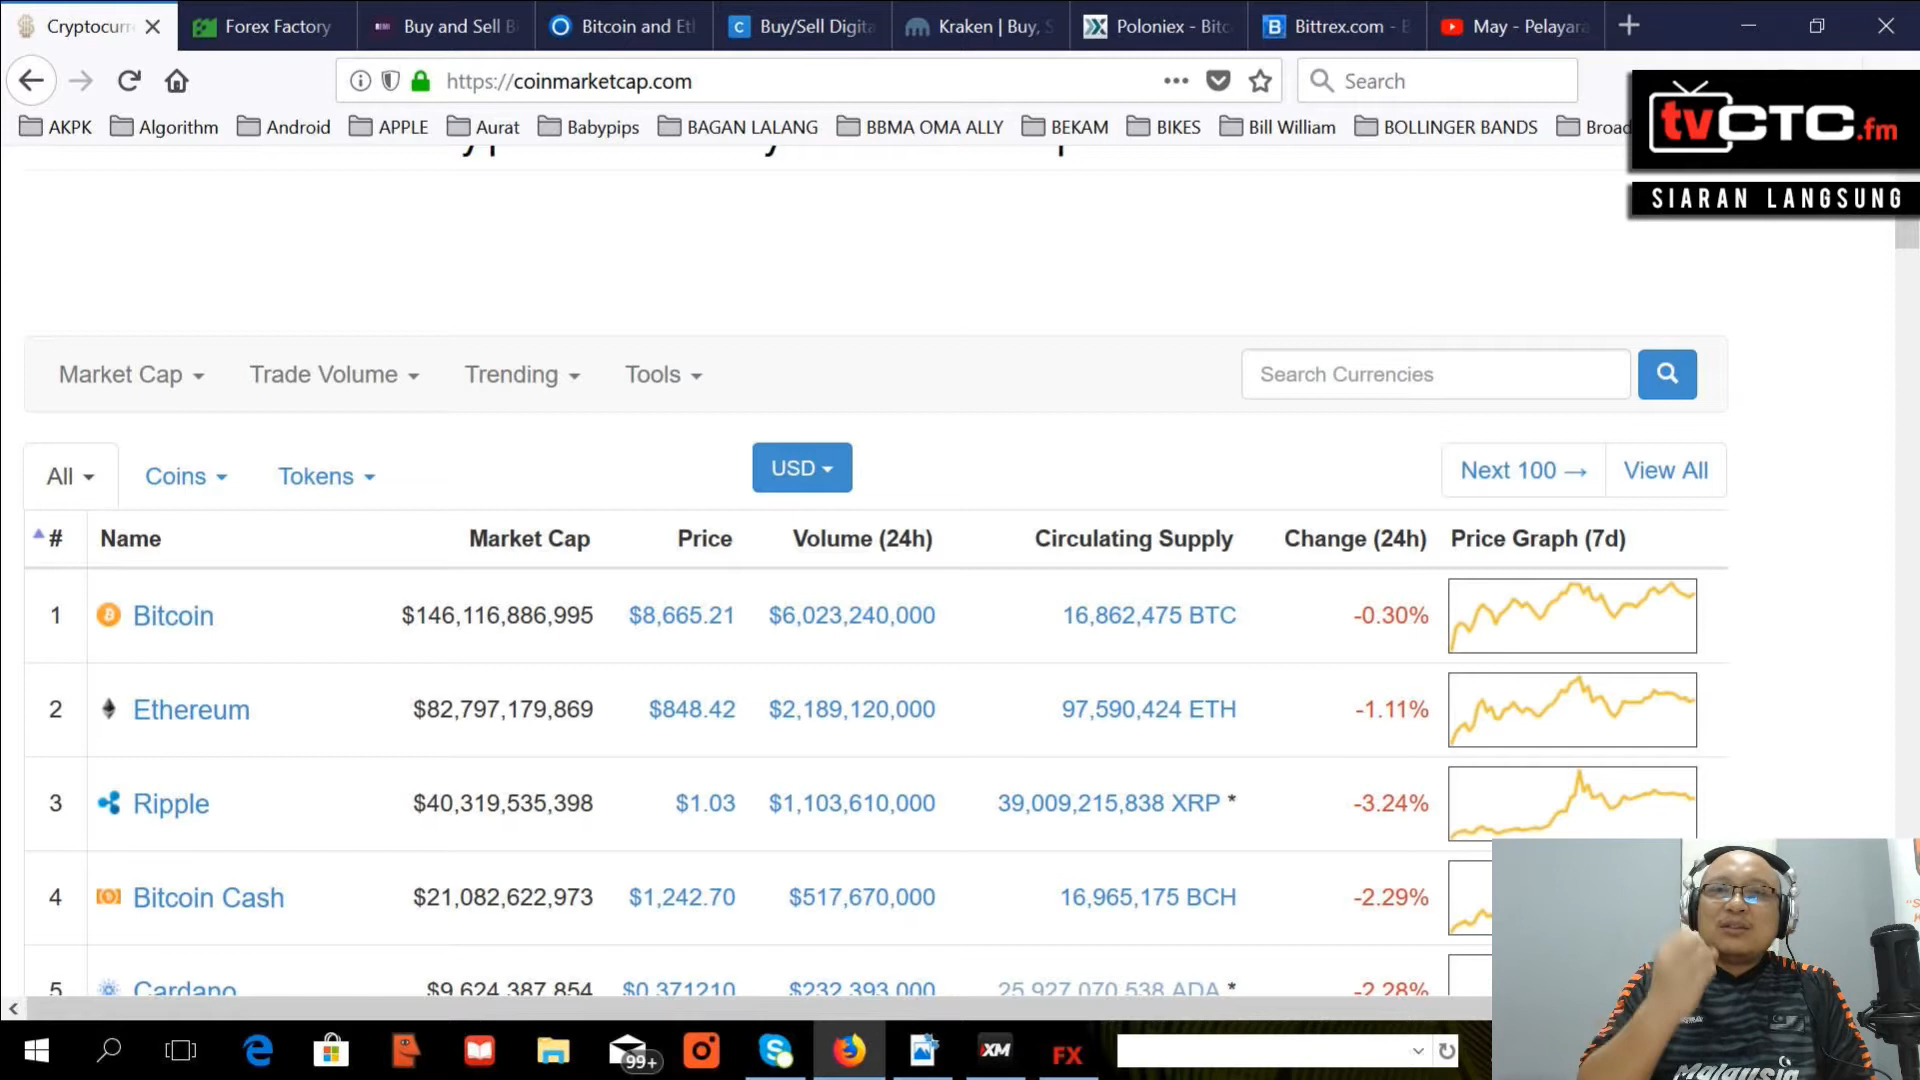 Cryptocurr
Forex Factory
Buy and Sell B
Bitcoin and Et
Buy/Sell Digita
Kraken | Buy, S
Poloniex - Bitc
Bittrex.com - B
May - Pelayara
https://coinmarketcap.com
Search
AKPK
Algorithm
Android
APPLE
Aurat
Babypips
BAGAN LALANG
BBMA OMA ALLY
BEKAM
BIKES
Bill William
BOLLINGER BANDS
Broad
tvCTC.fm
SIARAN LANGSUNG
Market Cap
Trade Volume
Trending
Tools
Search Currencies
All
Coins
Tokens
USD
Next 100 →
View All
# Name Market Cap Price Volume (24h) Circulating Supply Change (24h) Price Graph (7d)
1 Bitcoin $146,116,886,995 $8,665.21 $6,023,240,000 16,862,475 BTC -0.30%
2 Ethereum $82,797,179,869 $848.42 $2,189,120,000 97,590,424 ETH -1.11%
3 Ripple $40,319,535,398 $1.03 $1,103,610,000 39,009,215,838 XRP * -3.24%
4 Bitcoin Cash $21,082,622,973 $1,242.70 $517,670,000 16,965,175 BCH -2.29%
5 Cardano $9,624,387,854 $0.371210 $232,393,000 25,927,070,538 ADA * -2.28%
99+
XM
FX
Malaysia